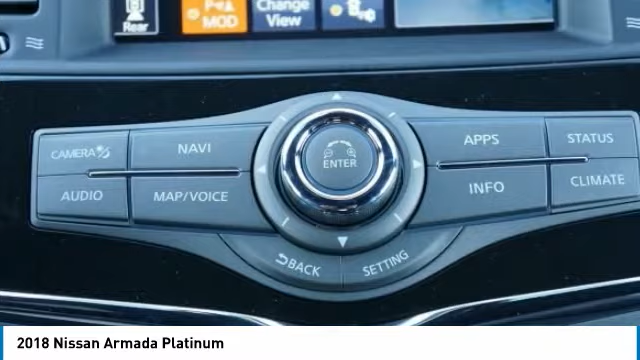 Rear
P
MOD
Change
View
CAMERA
NAVI
APPS
STATUS
AUDIO
MAP/VOICE
ENTER
INFO
CLIMATE
BACK
SETTING
2018 Nissan Armada Platinum